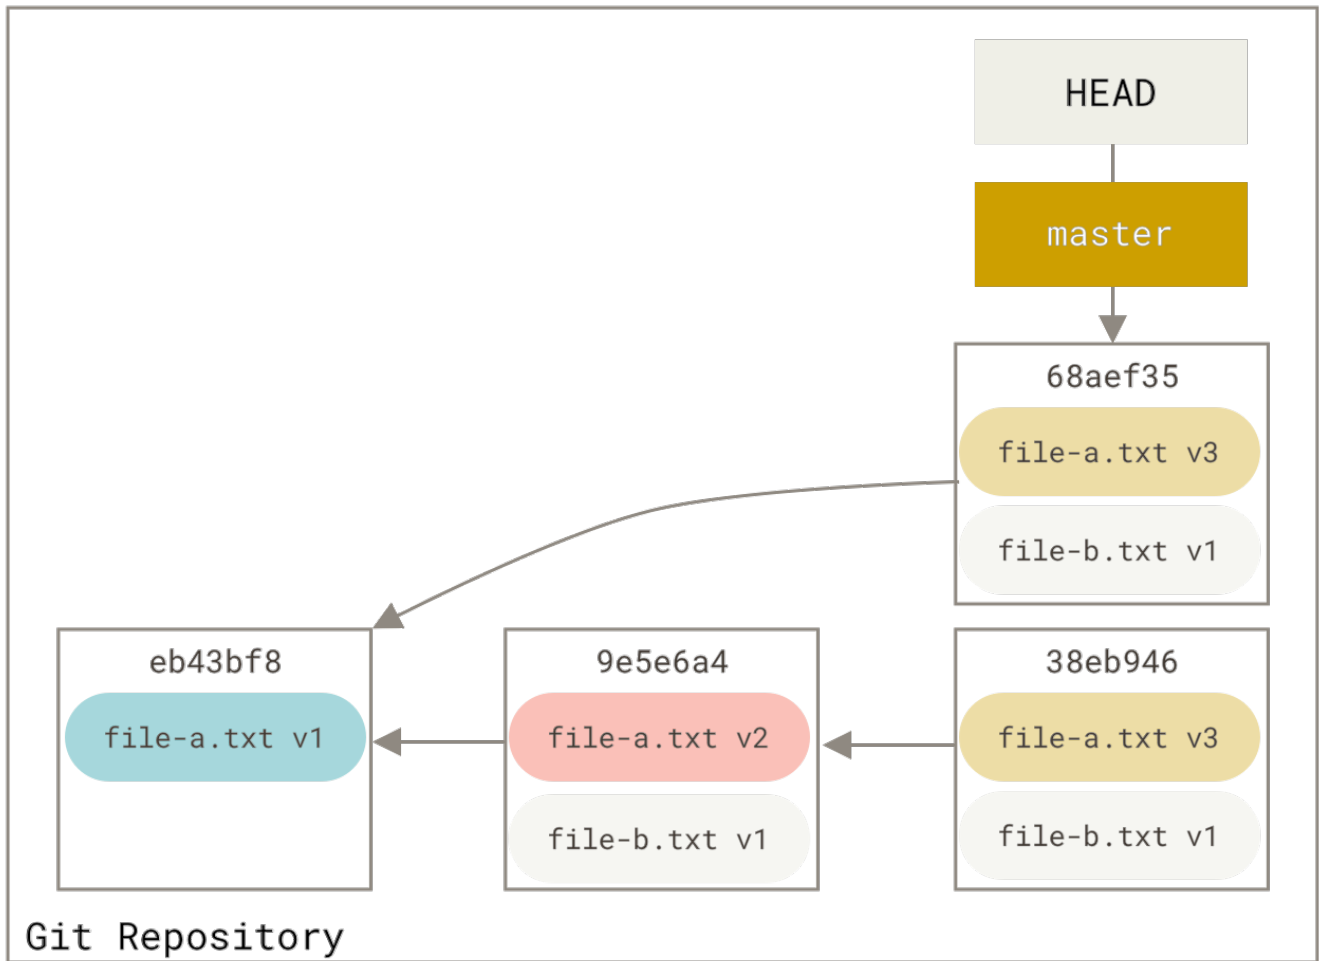 HEAD
master
68aef35
file-a.txt v3
file-b.txt v1
eb43bf8
file-a.txt v1
9e5e6a4
file-a.txt v2
file-b.txt v1
38eb946
file-a.txt v3
file-b.txt v1
Git Repository